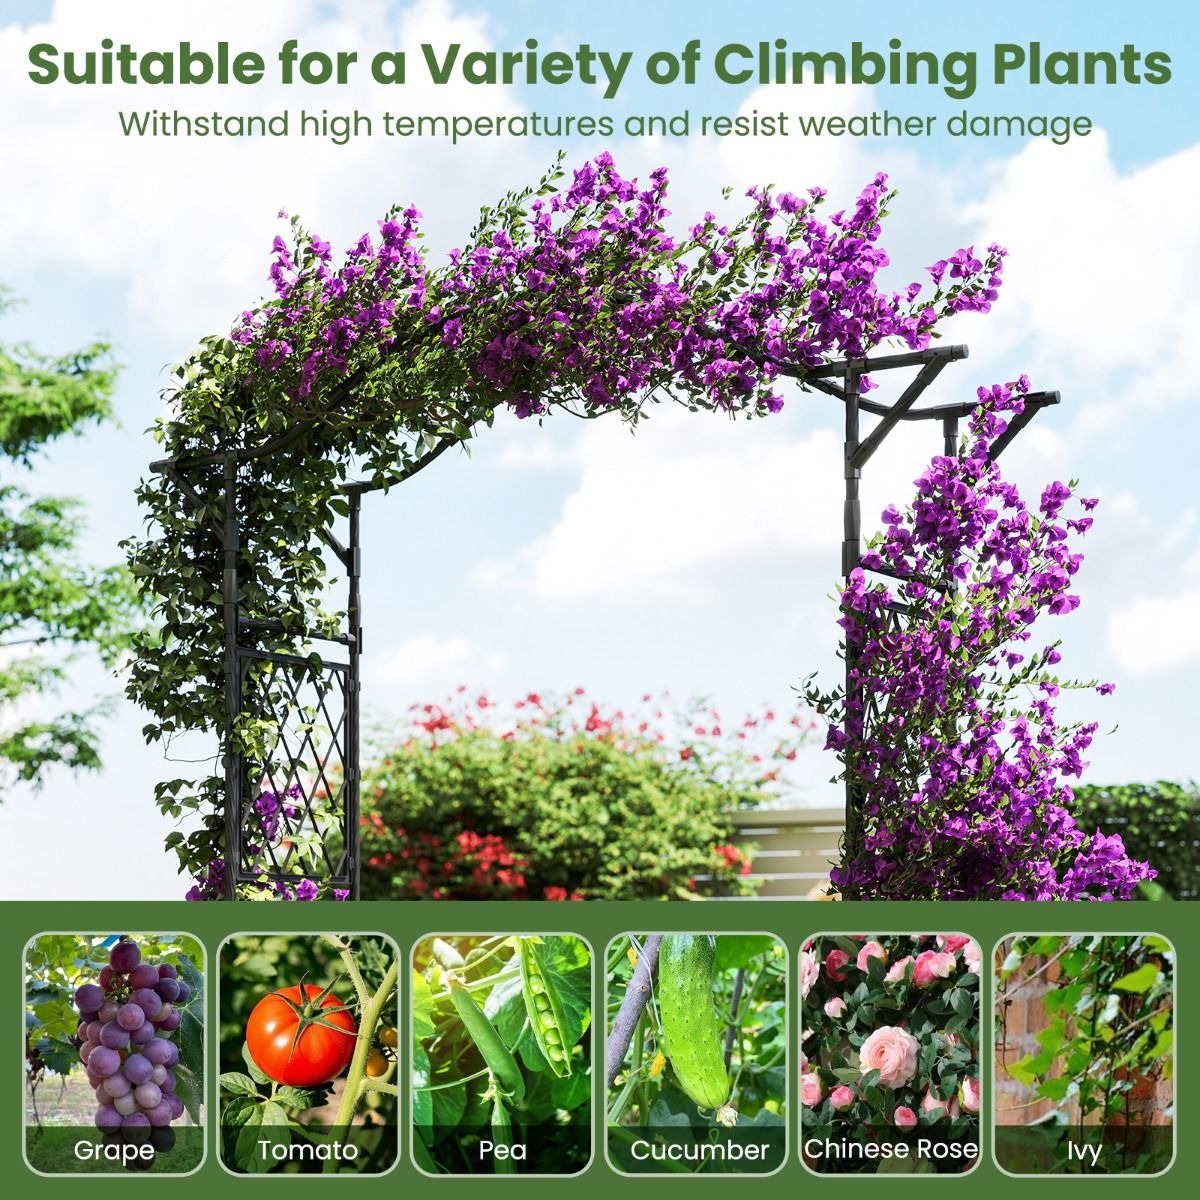 Suitable for a Variety of Climbing Plants
Withstand high temperatures and resist weather damage
Grape
Tomato
Pea
Cucumber
Chinese Rose
Ivy